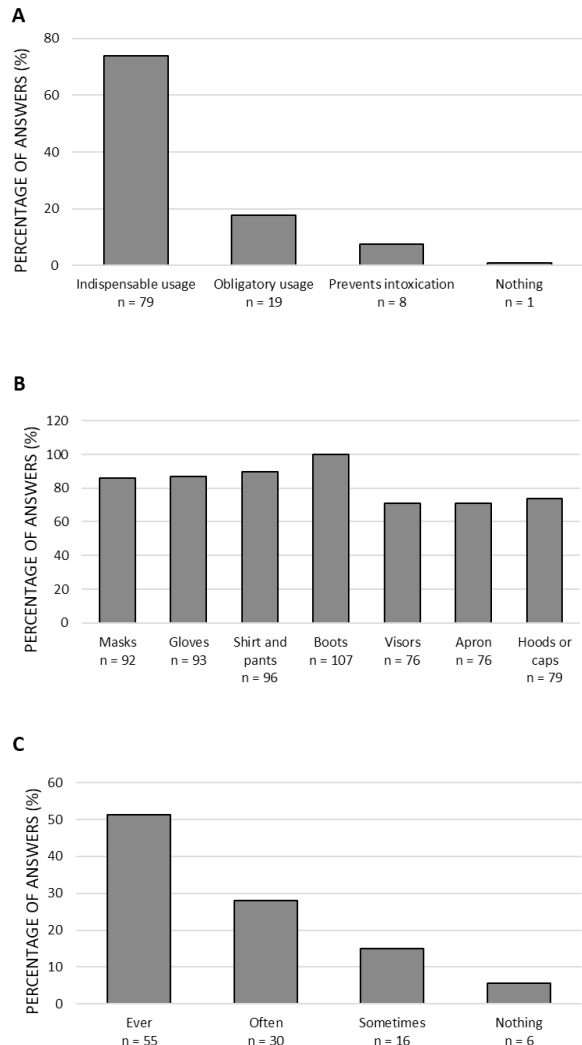 A
PERCENTAGE OF ANSWERS (%)
80
60
40
20
0
Indispensable usage Obligatory usage Prevents intoxication Nothing
n = 79 n = 19 n = 8 n = 1
B
PERCENTAGE OF ANSWERS (%)
120
100
80
60
40
20
0
Masks Gloves Shirt and Boots Visors Apron Hoods or
n = 92 n = 93 pants n = 107 n = 76 n = 76 caps
n = 96 n = 79
C
PERCENTAGE OF ANSWERS (%)
60
50
40
30
20
10
0
Ever Often Sometimes Nothing
n = 55 n = 30 n = 16 n = 6